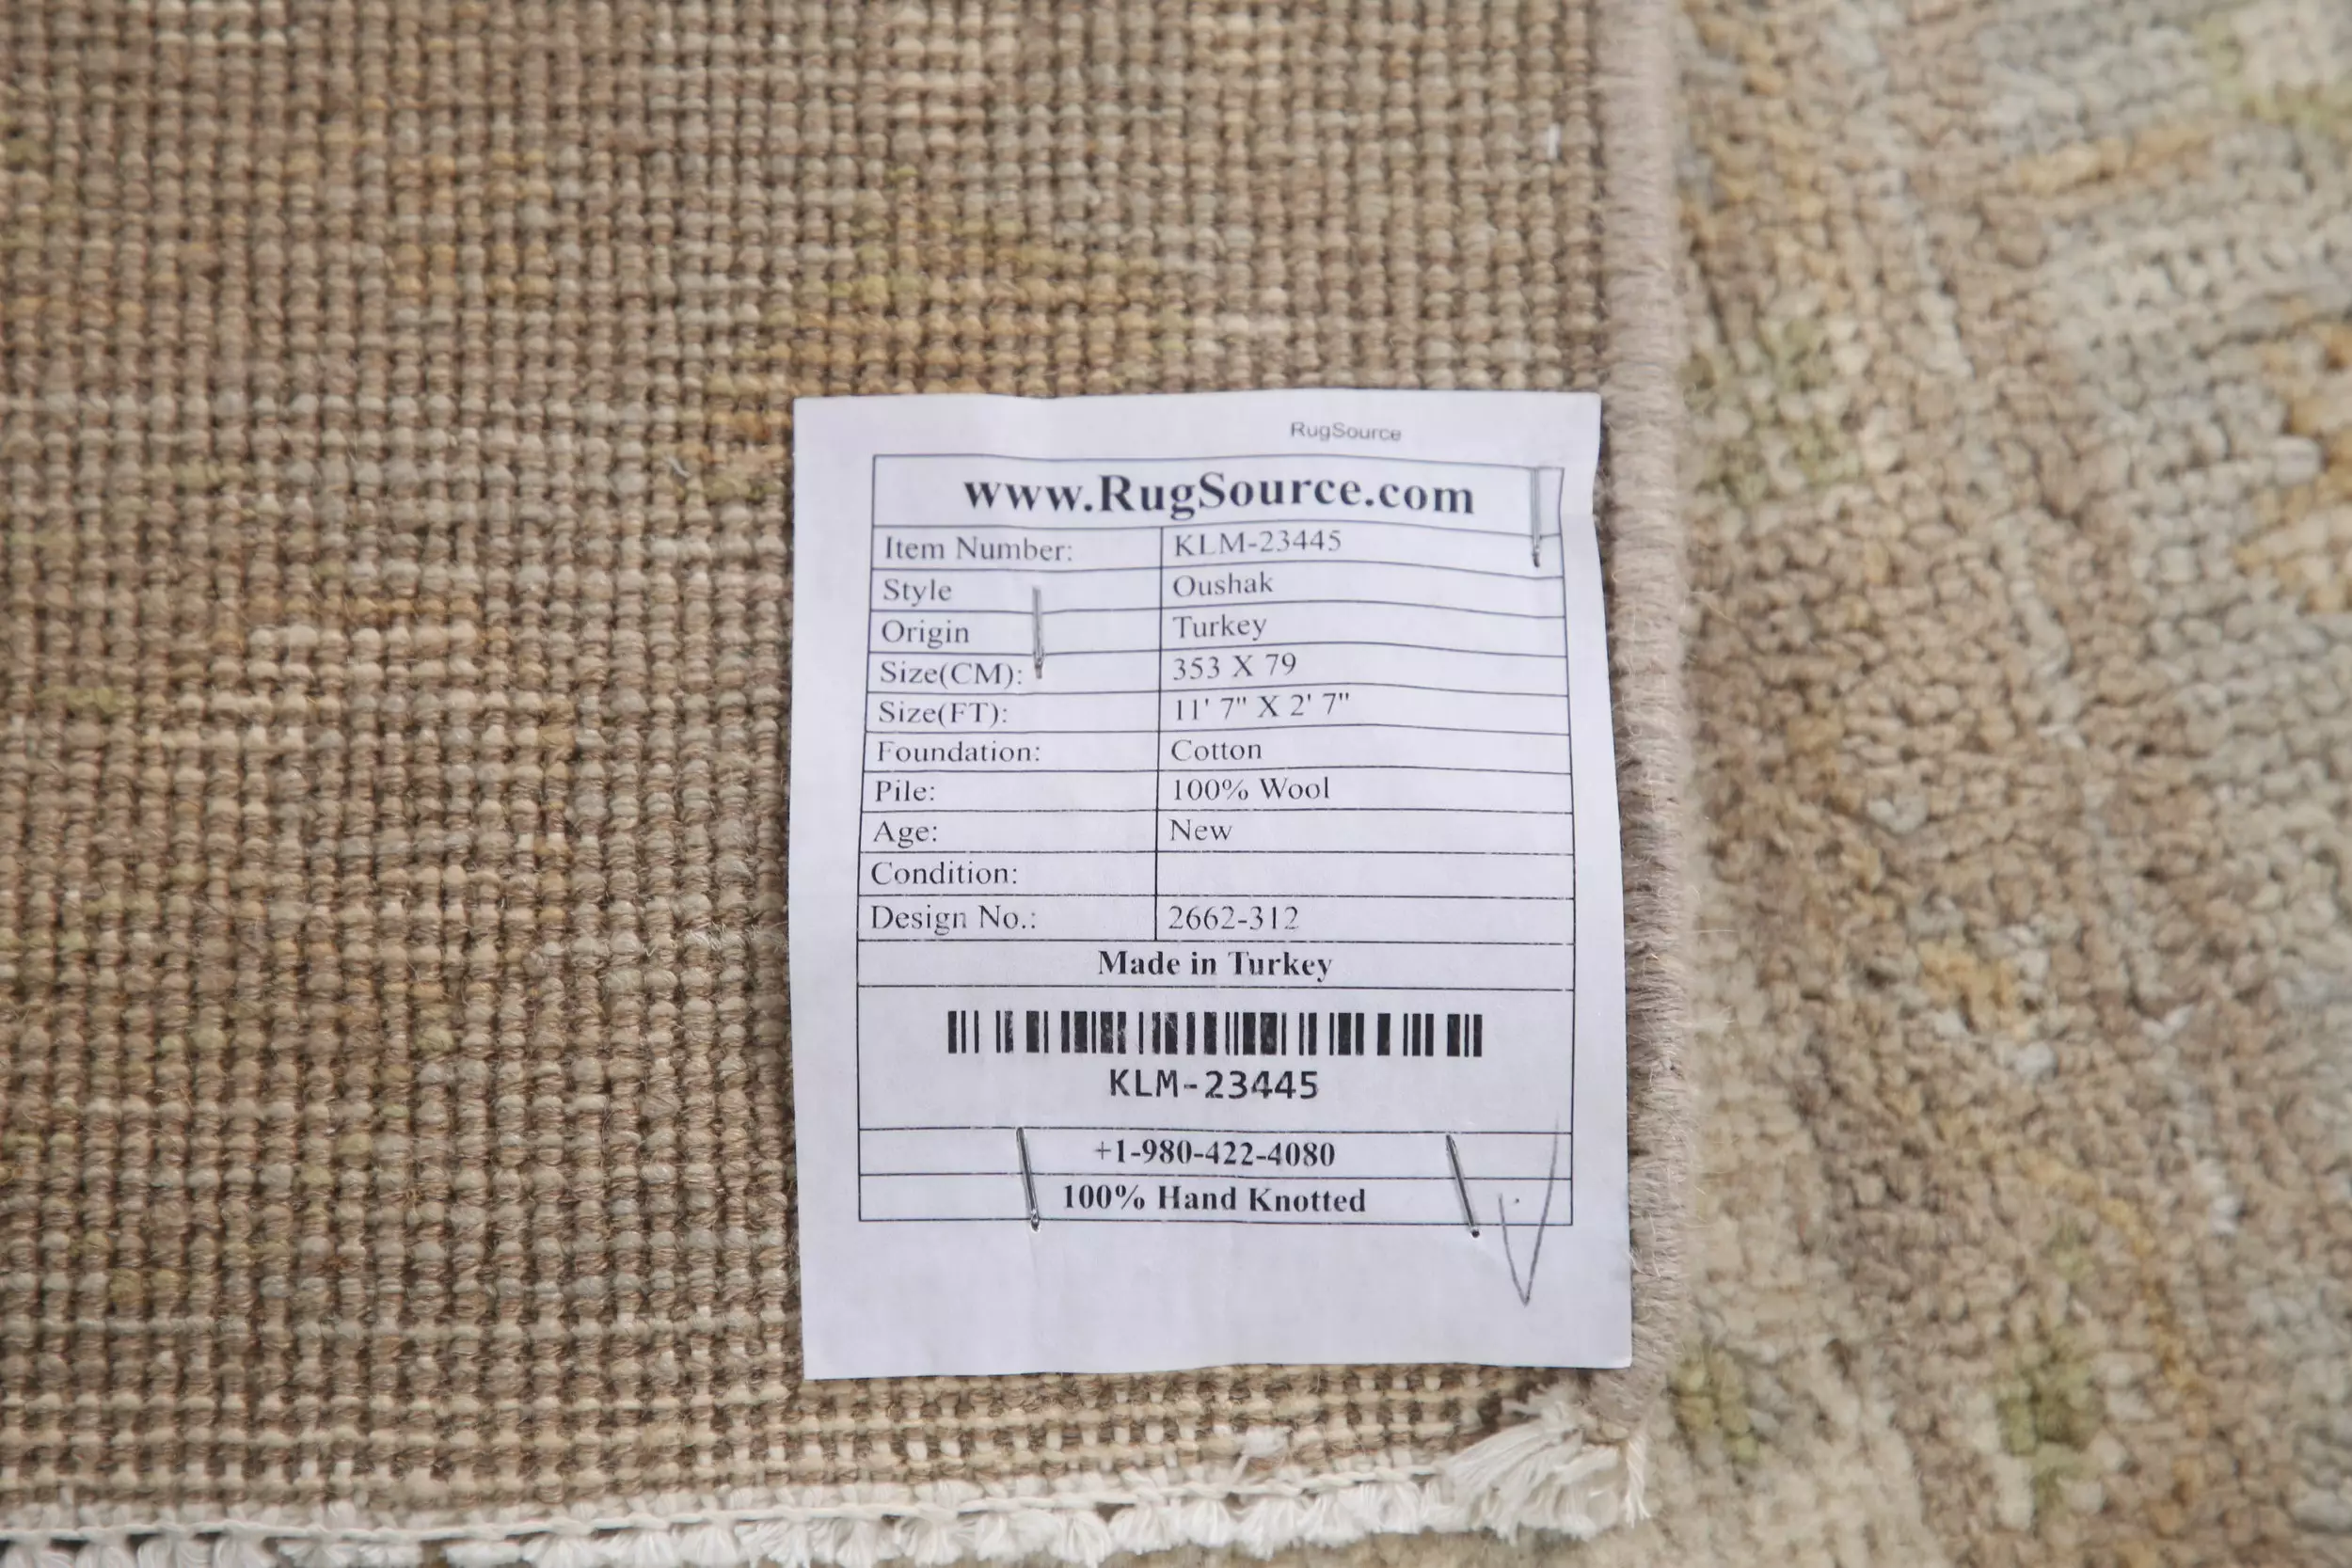 RugSource
www.RugSource.com
Item Number: KLM-23445
Style Oushak
Origin Turkey
Size(CM): 353 X 79
Size(FT): 11' 7" X 2' 7"
Foundation: Cotton
Pile: 100% Wool
Age: New
Condition:
Design No.: 2662-312
Made in Turkey
KLM-23445
+1-980-422-4080
100% Hand Knotted